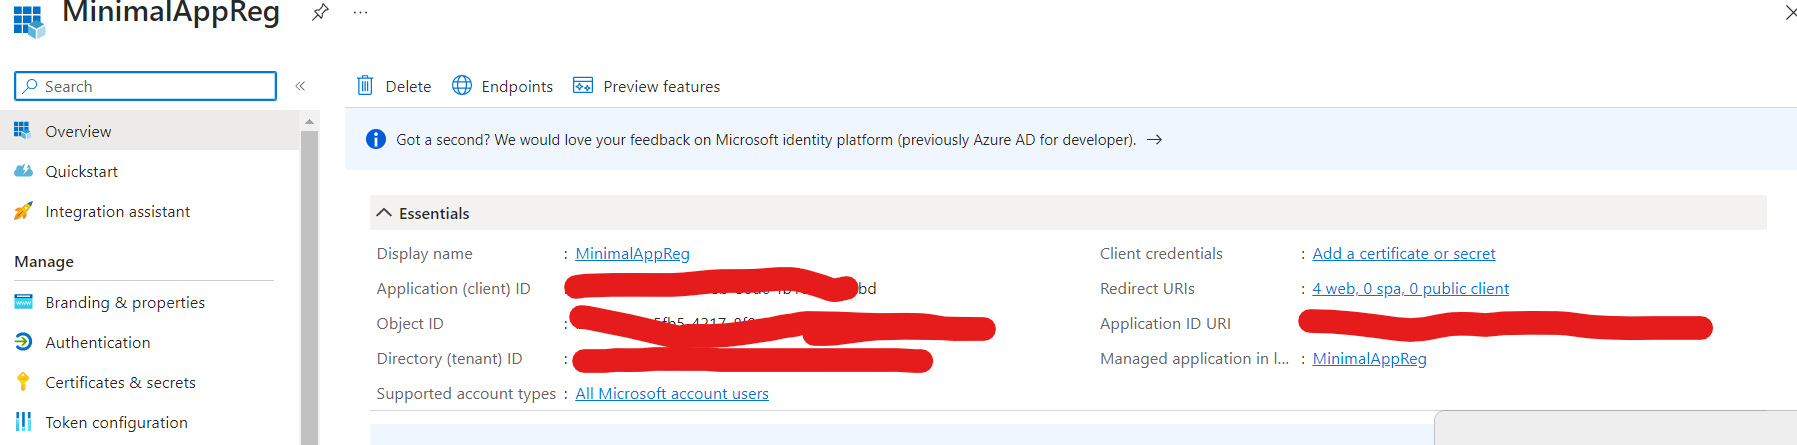 MinimalAppReg
Search
Overview
Quickstart
Integration assistant
Manage
Branding & properties
Authentication
Certificates & secrets
Token configuration
Delete Endpoints Preview features
Got a second? We would love your feedback on Microsoft identity platform (previously Azure AD for developer). →
Essentials
Display name : MinimalAppReg
Application (client) ID : bd
Object ID :
Directory (tenant) ID :
Supported account types : All Microsoft account users
Client credentials : Add a certificate or secret
Redirect URIs : 4 web, 0 spa, 0 public client
Application ID URI :
Managed application in l... : MinimalAppReg